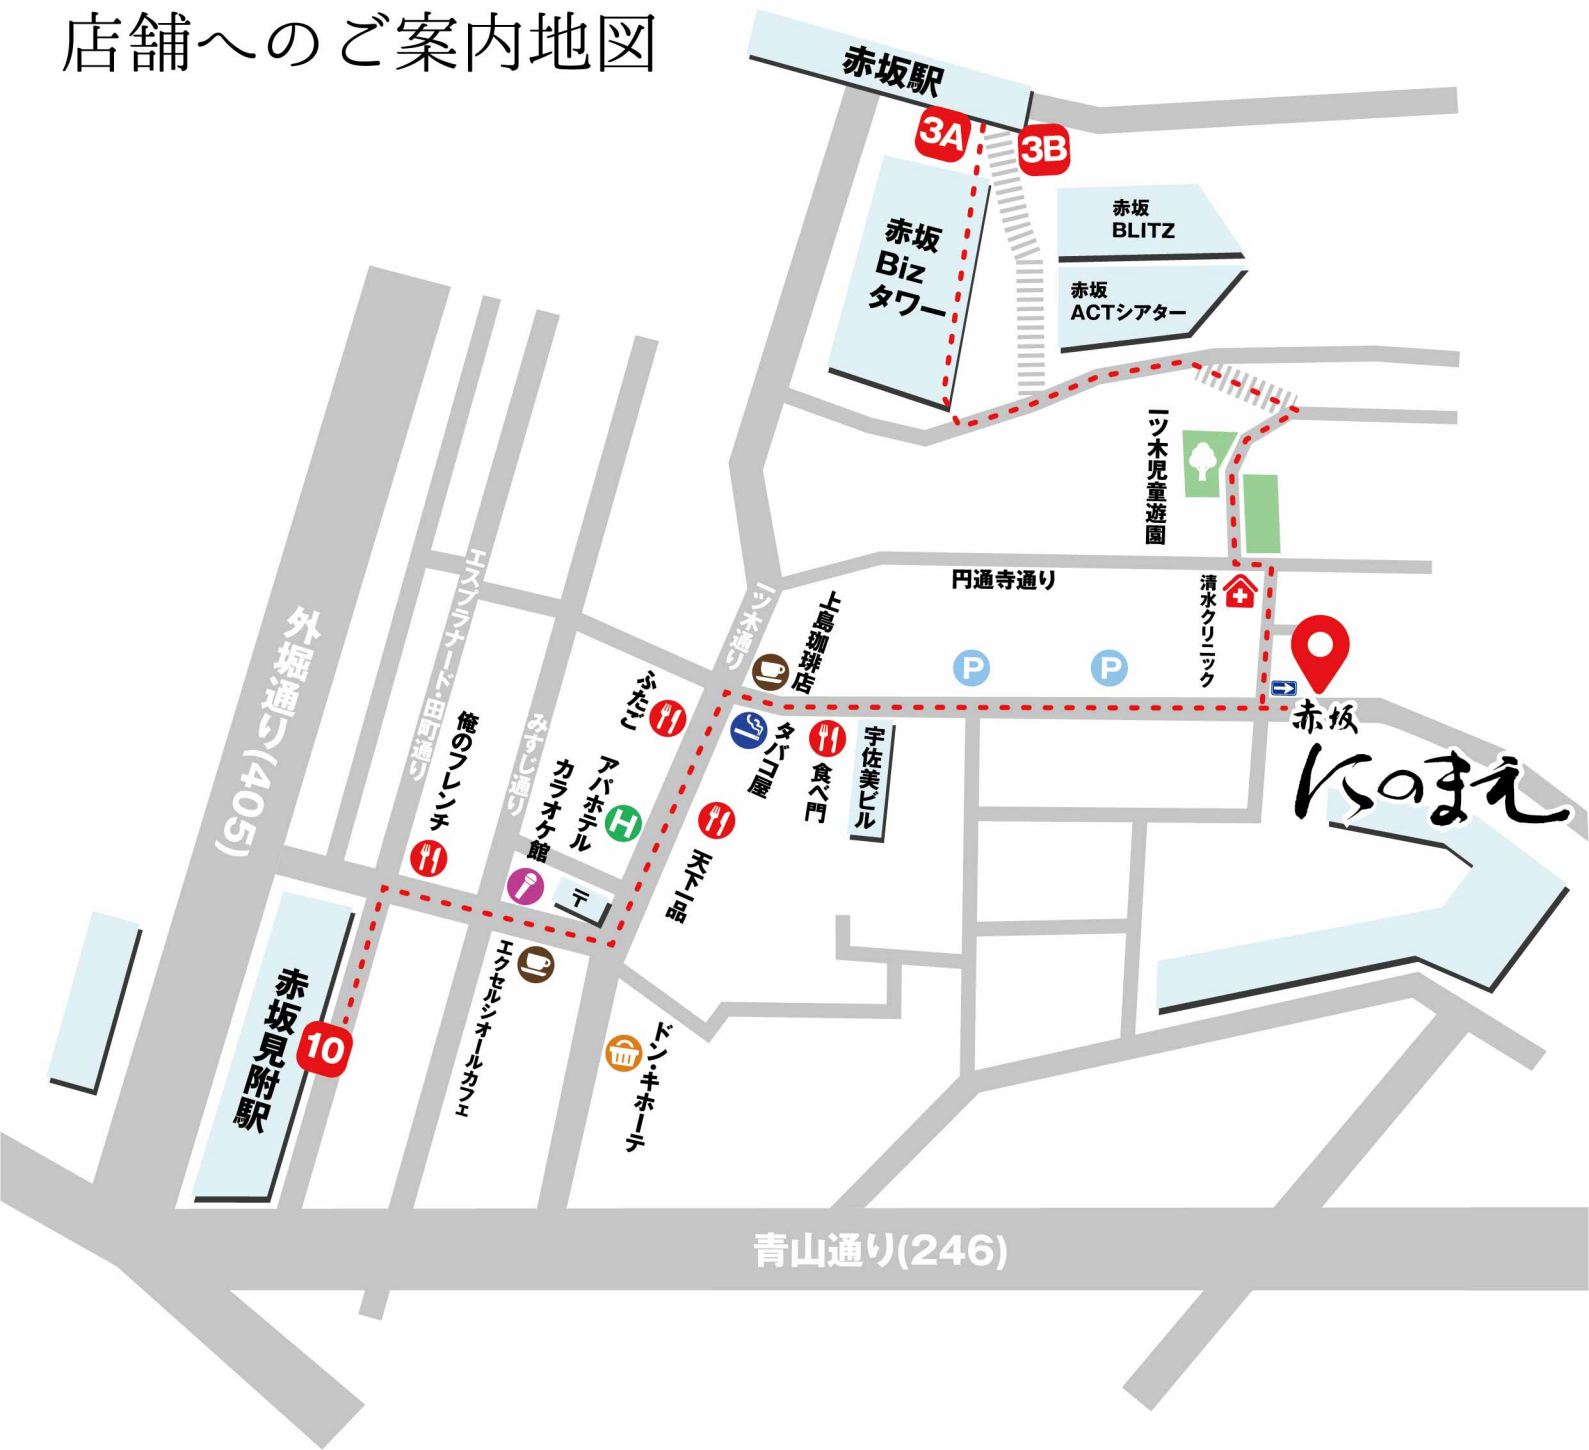 店舗へのご案内地図
赤坂駅
3A
3B
赤坂
Biz
タワー
赤坂
BLITZ
赤坂
ACTシアター
一ツ木児童遊園
円通寺通り
清水クリニック
一ツ木通り
上島珈琲店
P
P
赤坂
にのまえ
ふたご
タバコ屋
食べ門
宇佐美ビル
天下一品
アパホテル
H
カラオケ館
〒
みすじ通り
エスプラナード・田町通り
俺のフレンチ
外堀通り(405)
エクセルシオールカフェ
ドン・キホーテ
赤坂見附駅
10
青山通り(246)